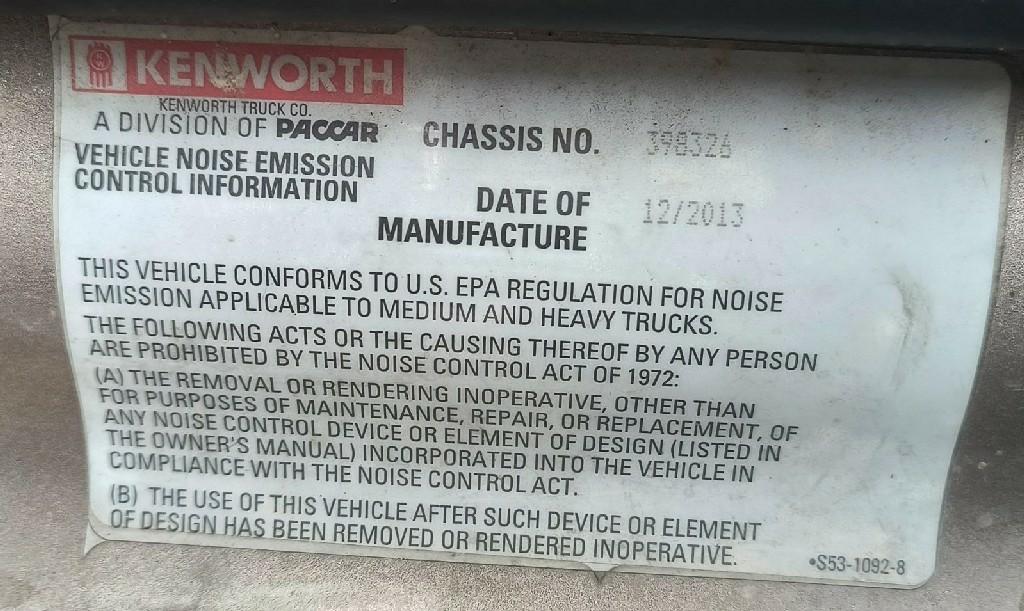 KENWORTH
KENWORTH TRUCK CO.
A DIVISION OF PACCAR
CHASSIS NO. 398326
VEHICLE NOISE EMISSION
CONTROL INFORMATION
DATE OF
MANUFACTURE
12/2013
THIS VEHICLE CONFORMS TO U.S. EPA REGULATION FOR NOISE
EMISSION APPLICABLE TO MEDIUM AND HEAVY TRUCKS.
THE FOLLOWING ACTS OR THE CAUSING THEREOF BY ANY PERSON
ARE PROHIBITED BY THE NOISE CONTROL ACT OF 1972:
(A) THE REMOVAL OR RENDERING INOPERATIVE, OTHER THAN
FOR PURPOSES OF MAINTENANCE, REPAIR, OR REPLACEMENT, OF
ANY NOISE CONTROL DEVICE OR ELEMENT OF DESIGN (LISTED IN
THE OWNER'S MANUAL) INCORPORATED INTO THE VEHICLE IN
COMPLIANCE WITH THE NOISE CONTROL ACT.
(B) THE USE OF THIS VEHICLE AFTER SUCH DEVICE OR ELEMENT
OF DESIGN HAS BEEN REMOVED OR RENDERED INOPERATIVE.
•S53-1092-8